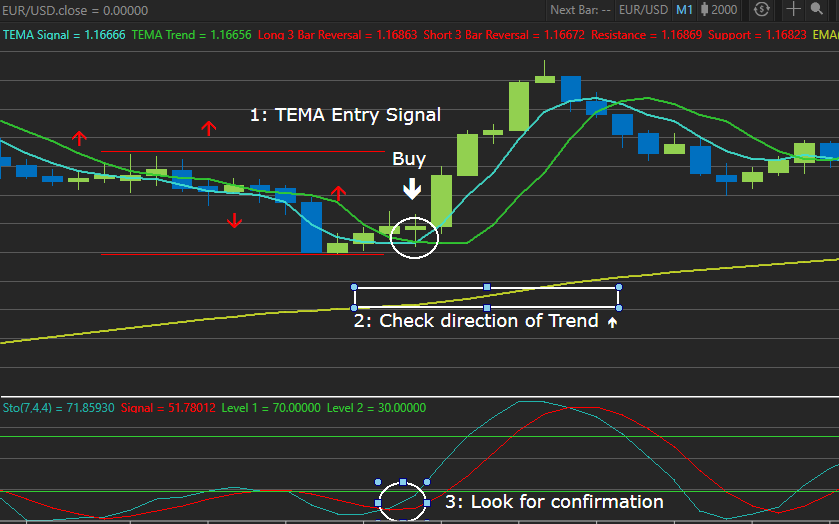 EUR/USD.close = 0.00000
Next Bar: -- EUR/USD M1 2000
TEMA Signal = 1.16666 TEMA Trend = 1.16656 Long 3 Bar Reversal = 1.16863 Short 3 Bar Reversal = 1.16672 Resistance = 1.16869 Support = 1.16823 EMA(
1: TEMA Entry Signal
Buy
2: Check direction of Trend
Sto(7,4.4) = 71.85930 Signal = 51.78012 Level 1 = 70.00000 Level 2 = 30.00000
3: Look for confirmation